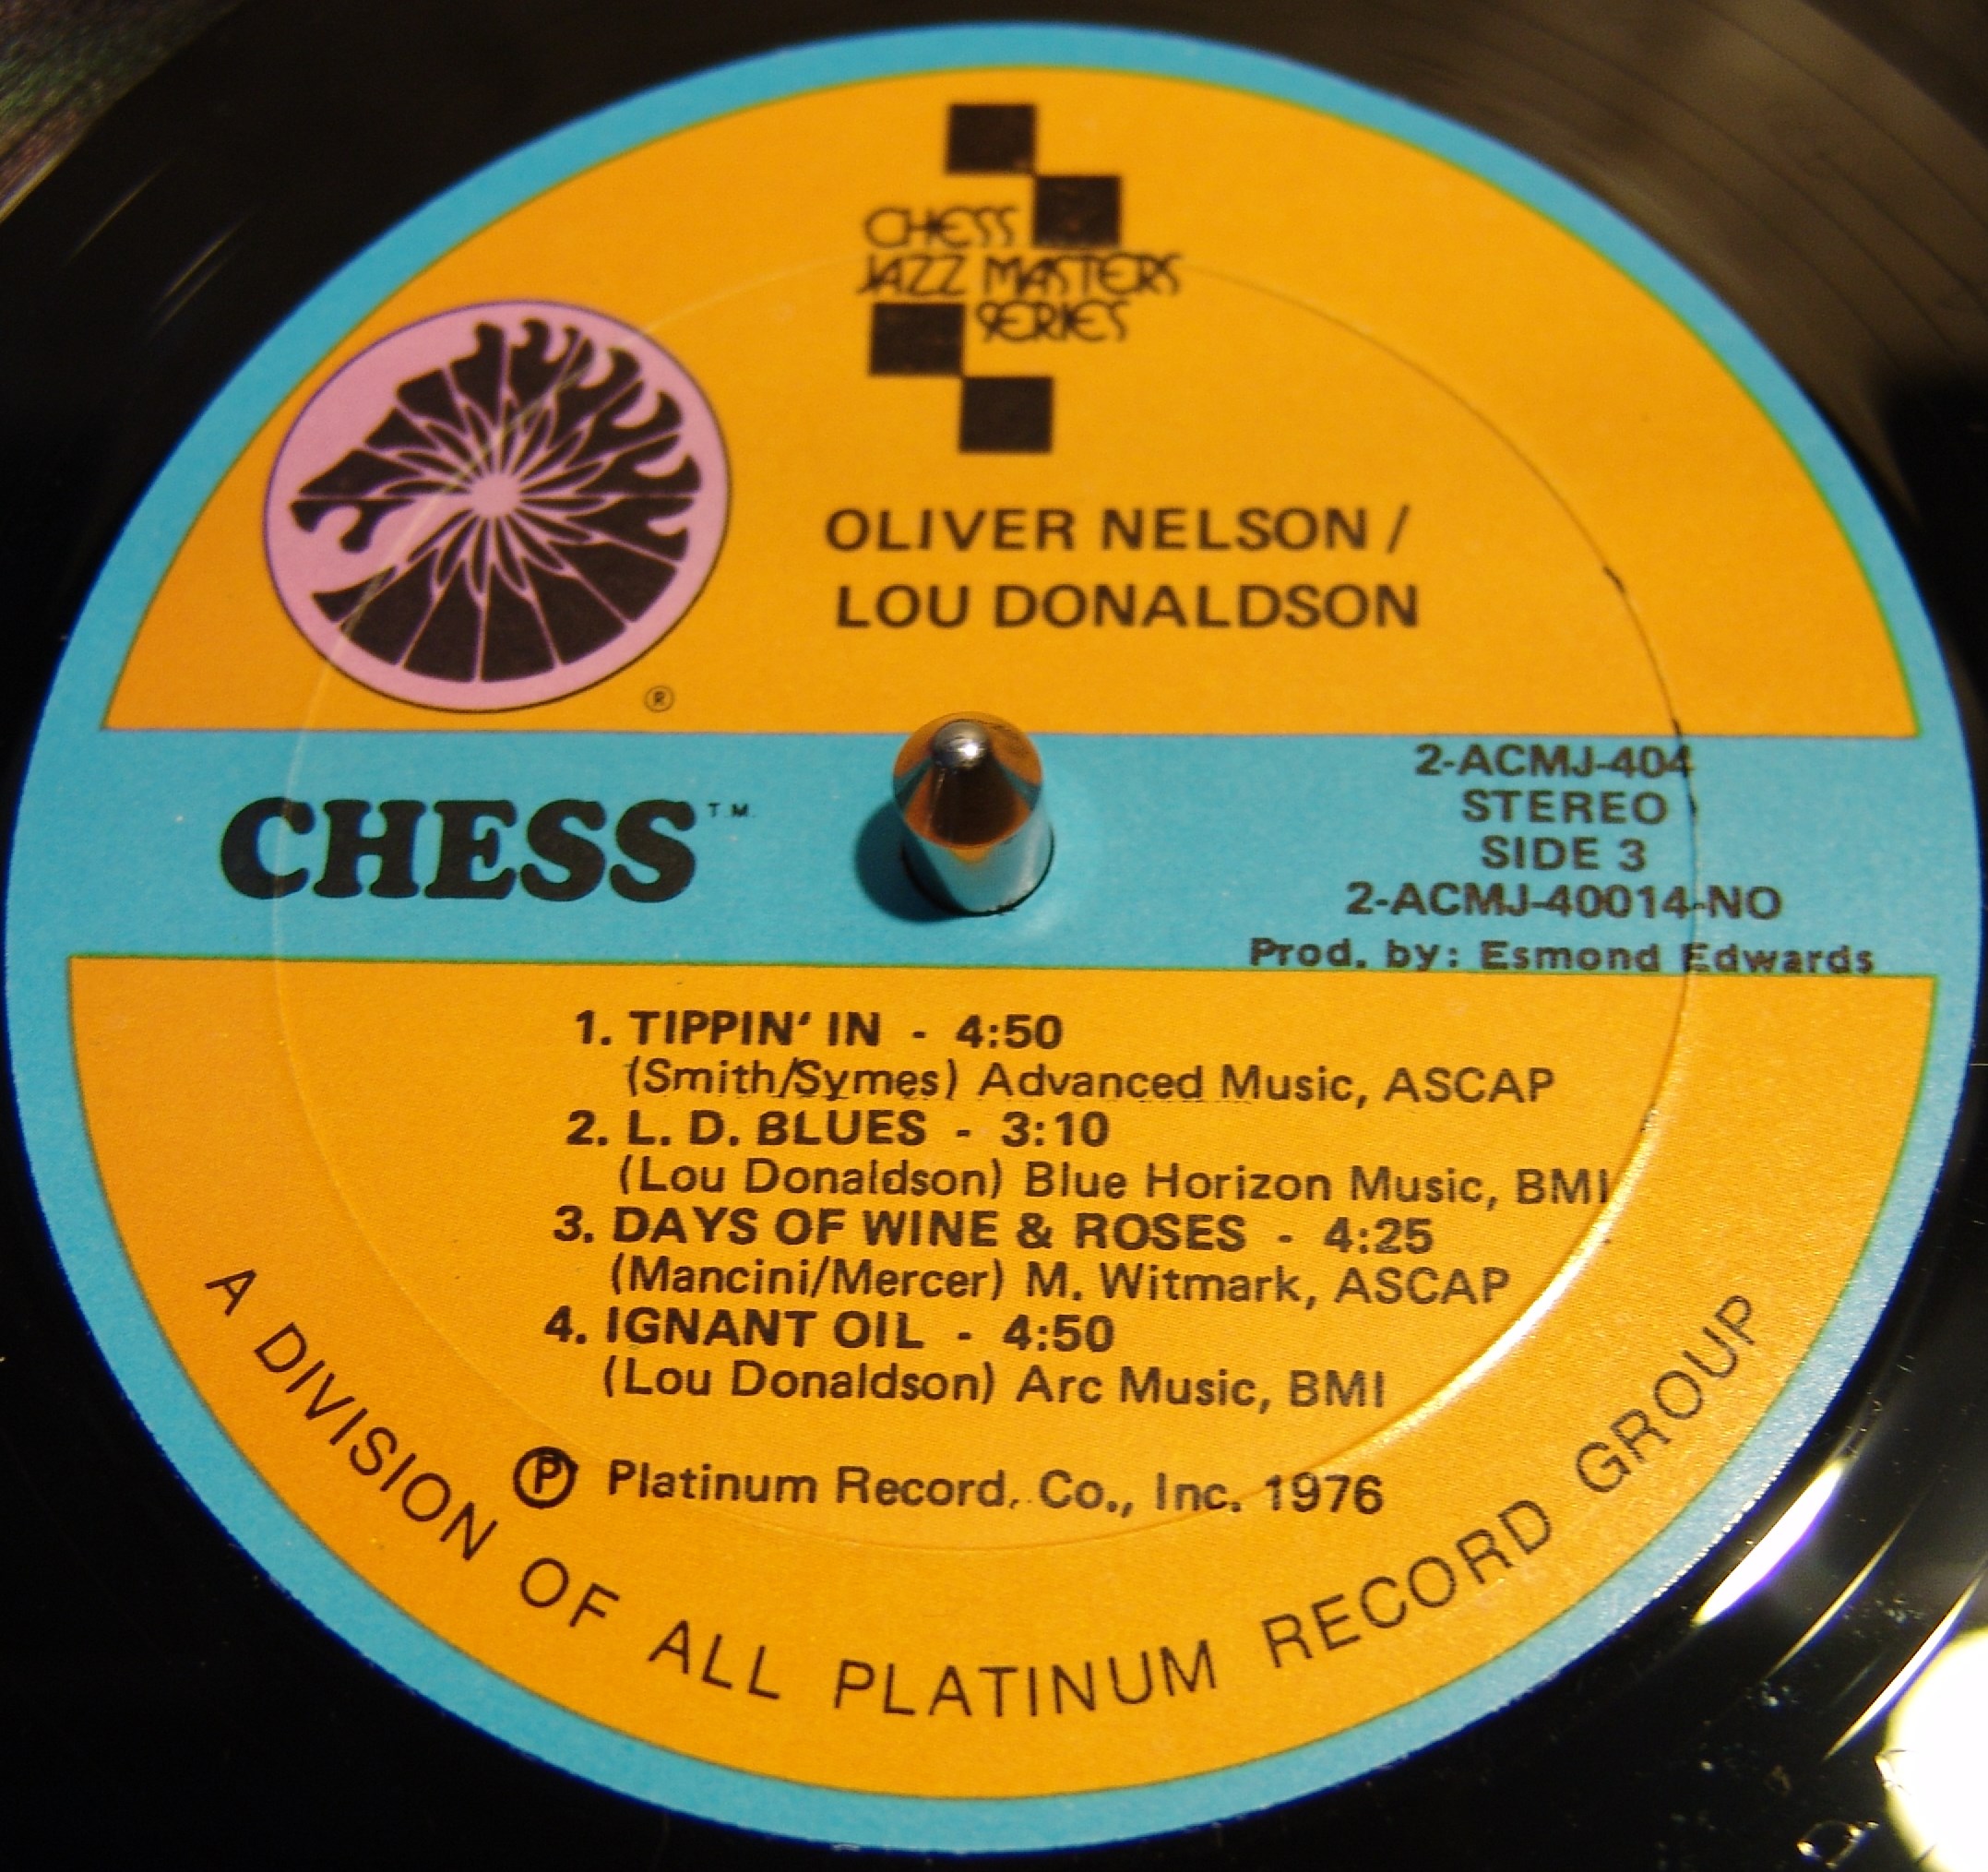 CHESS
JAZZ MASTERS
SERIES
OLIVER NELSON /
LOU DONALDSON
®
CHESS T.M.
2-ACMJ-404
STEREO
SIDE 3
2-ACMJ-40014-NO
Prod. by: Esmond Edwards
1. TIPPIN' IN - 4:50
(Smith/Symes) Advanced Music, ASCAP
2. L. D. BLUES - 3:10
(Lou Donaldson) Blue Horizon Music, BMI
3. DAYS OF WINE & ROSES - 4:25
(Mancini/Mercer) M. Witmark, ASCAP
4. IGNANT OIL - 4:50
(Lou Donaldson) Arc Music, BMI
Ⓟ Platinum Record. Co., Inc. 1976
A DIVISION OF ALL PLATINUM RECORD GROUP